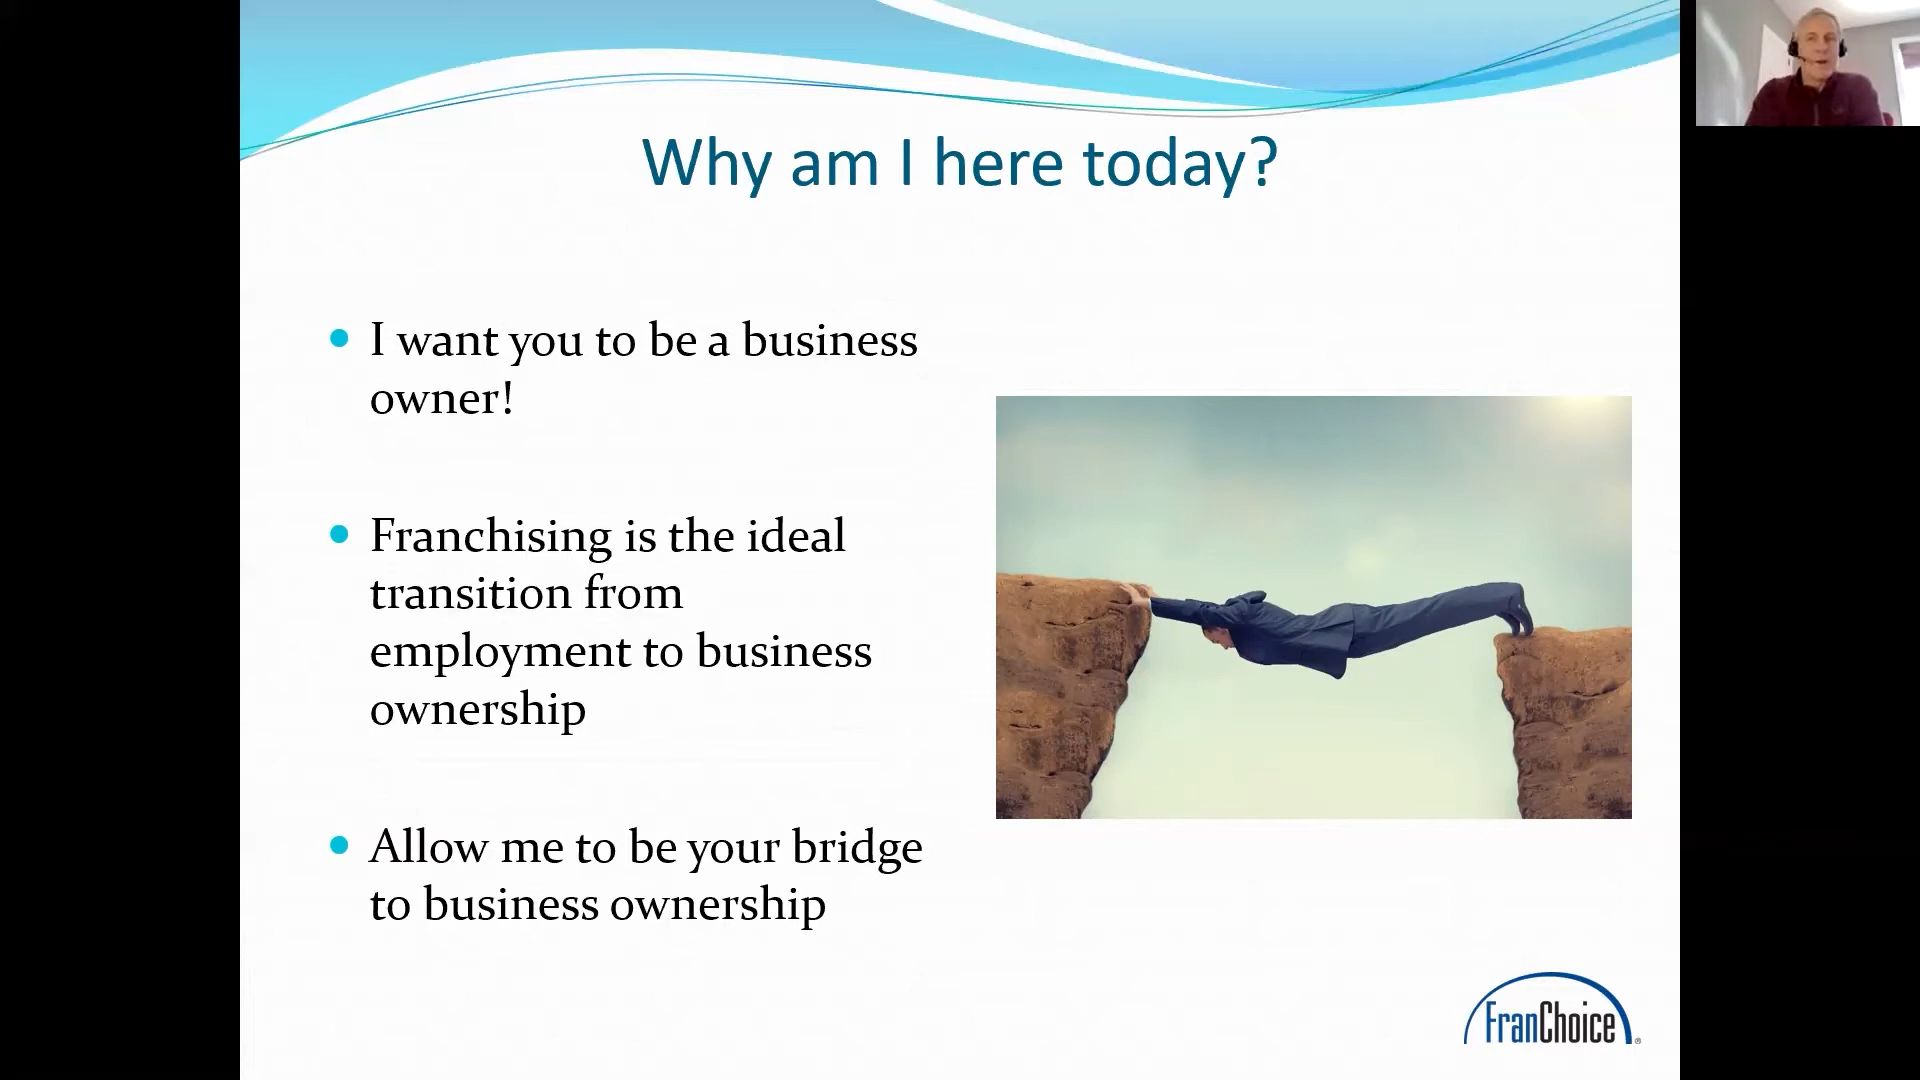 Why am I here today?
I want you to be a business
owner!
Franchising is the ideal
transition from
employment to business
ownership
Allow me to be your bridge
to business ownership
FranChoice®